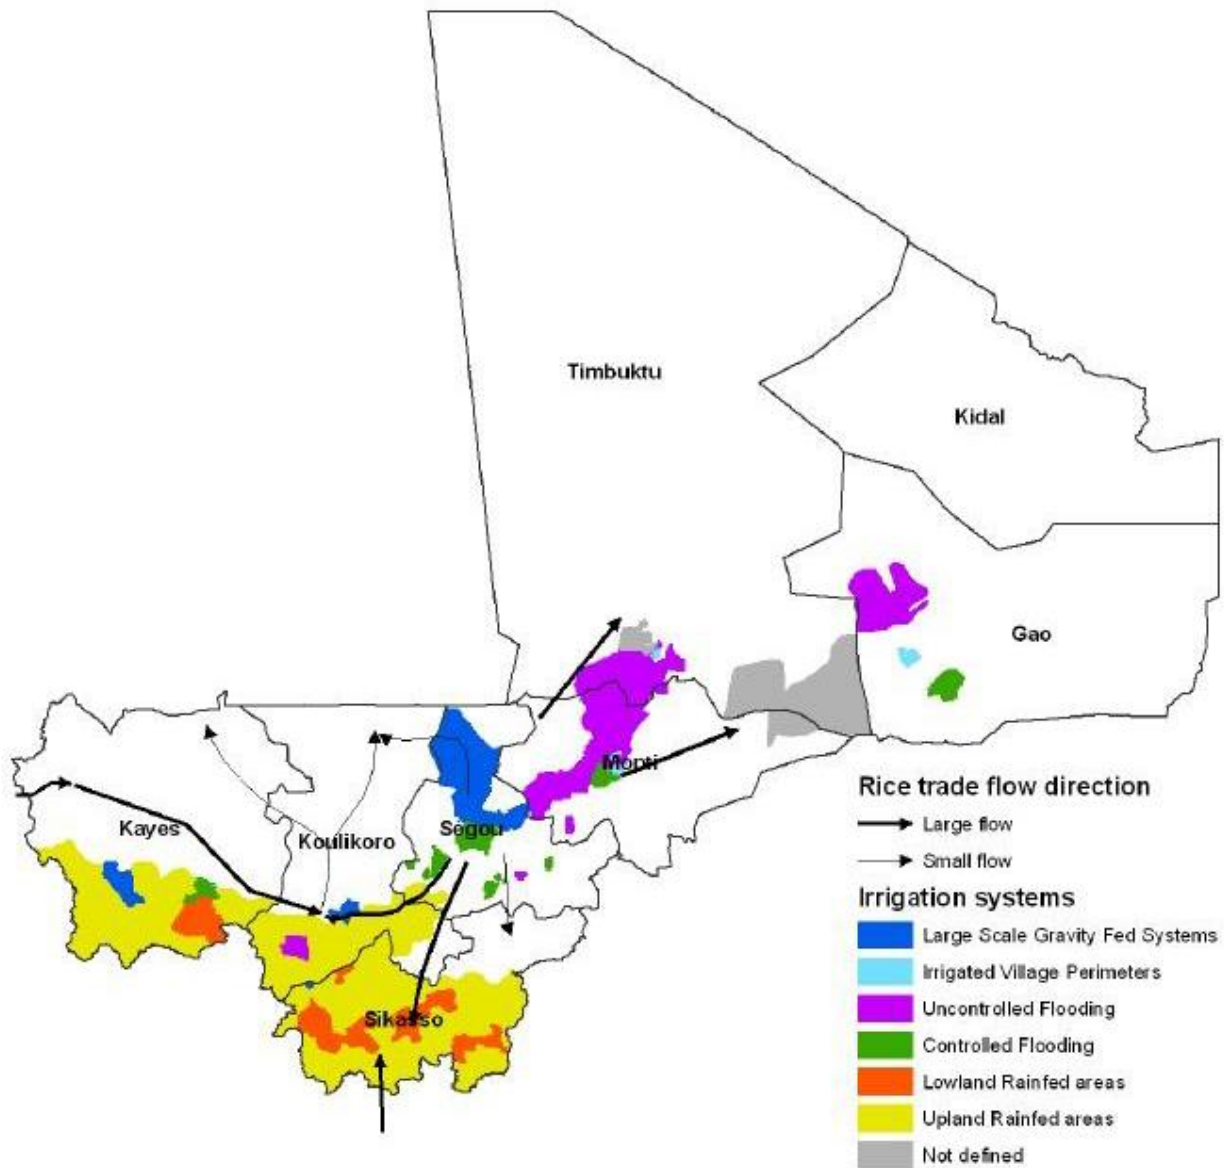 Timbuktu
Kidal
Gao
Mopti
Kayes
Koulikoro
Ségou
Sikasso
Rice trade flow direction
Large flow
Small flow
Irrigation systems
Large Scale Gravity Fed Systems
Irrigated Village Perimeters
Uncontrolled Flooding
Controlled Flooding
Lowland Rainfed areas
Upland Rainfed areas
Not defined